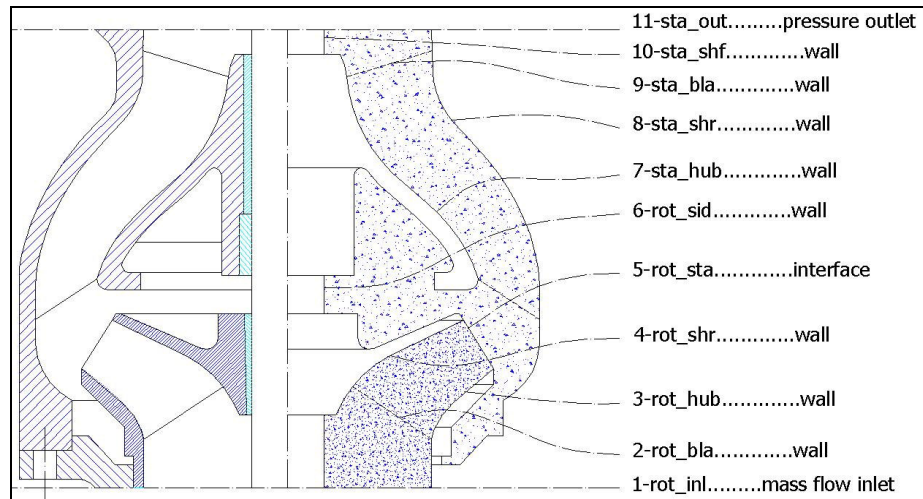 11-sta_out.........pressure outlet
10-sta_shf.............wall
9-sta_bla..............wall
8-sta_shr..............wall
7-sta_hub.............wall
6-rot_sid...............wall
5-rot_sta............interface
4-rot_shr..............wall
3-rot_hub.............wall
2-rot_bla..............wall
1-rot_inl........mass flow inlet